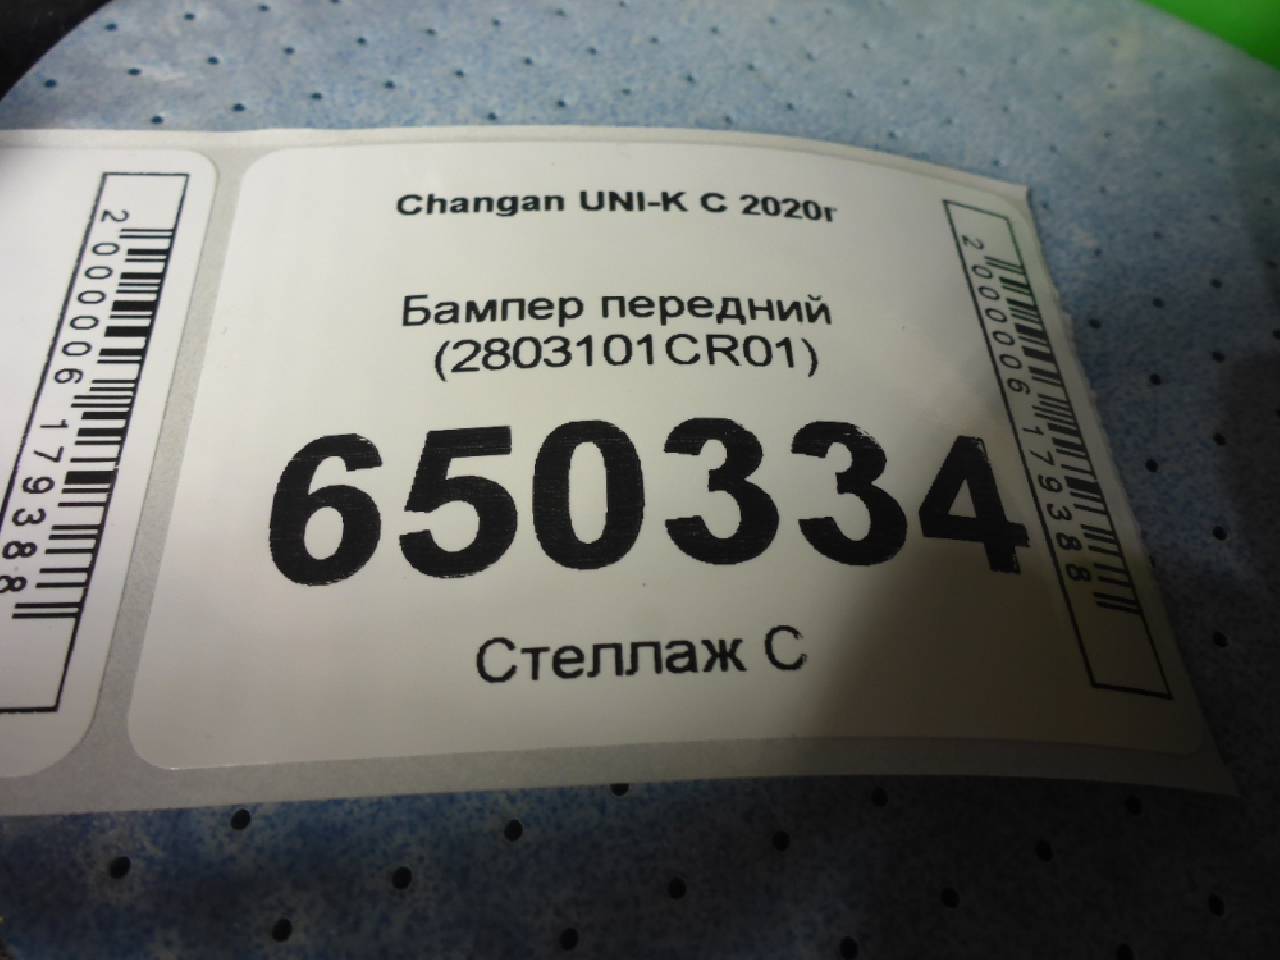 Changan UNI-K С 2020г
Бампер передний
(2803101CR01)
650334
Стеллаж С
2000006179388
2000006179388